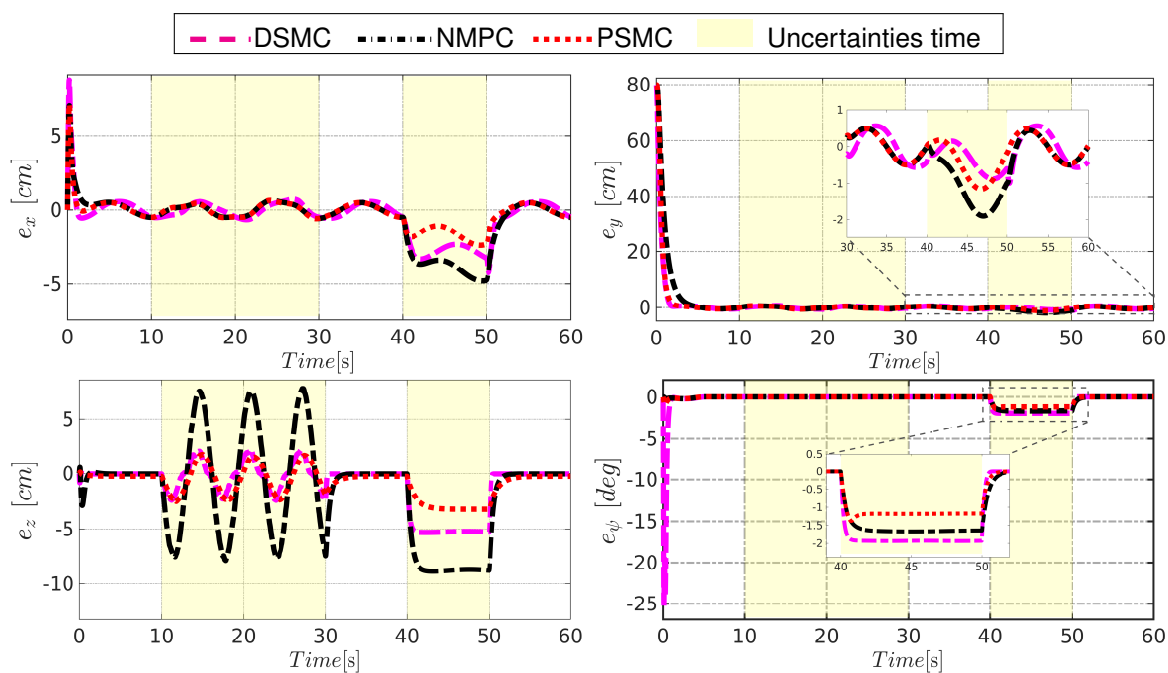 DSMC NMPC PSMC Uncertainties time
e_x [cm]
5
0
-5
0 10 20 30 40 50 60
Time[s]
e_y [cm]
80
60
40
20
0
0 10 20 30 40 50 60
Time[s]
1
0
-1
-2
30 35 40 45 50 55 60
e_z [cm]
5
0
-5
-10
0 10 20 30 40 50 60
Time[s]
e_ψ [deg]
0
-5
-10
-15
-20
-25
0 10 20 30 40 50 60
Time[s]
0.5
0
-0.5
-1
-1.5
-2
40 45 50